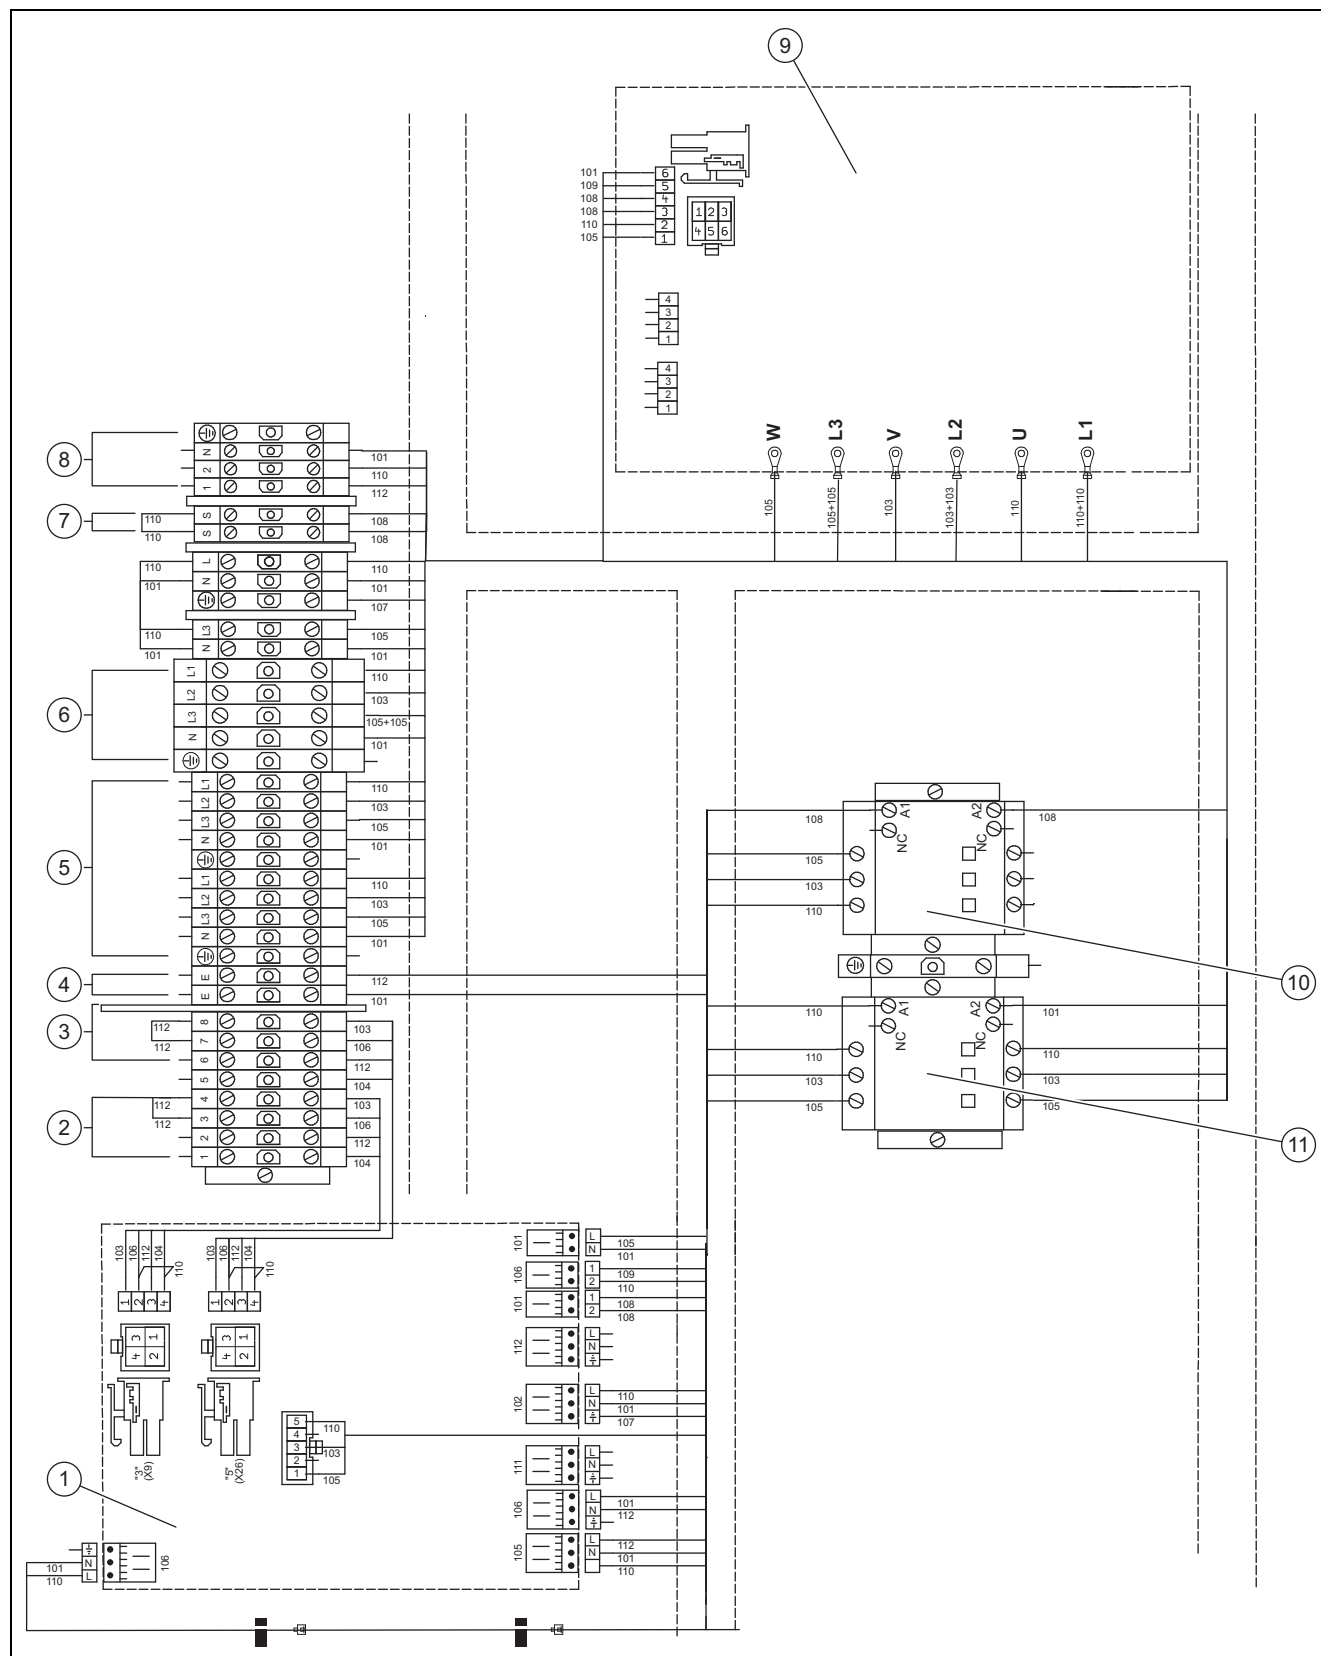 9
101 6
109 5
108 4
108 3
110 2
105 1
1 2 3
4 5 6
4
3
2
1
4
3
2
1
W L3 V L2 U L1
105 105+105 103 103+103 110 110+110
8
N 101
2 110
1 112
7
110 S 108
110 S 108
110 L 110
101 N 101
107
110 L3 105
101 N 101
6
L1 110
L2 103
L3 105+105
N 101
5
L1 110
L2 103
L3 105
N 101
L1 110
L2 103
L3 105
N 101
4
E 112
E 101
3
112 8 103
112 7 106
6 112
5 104
2
112 4 103
112 3 106
2 112
1 104
108 A1 A2 108
NC NC
105
103
110
10
110 A1 A2 101
NC NC
110 110
103 103
105 105
11
103 106 112 104 110
1 2 3 4
3 1
4 2
"3"
(X9)
103 106 112 104 110
1 2 3 4
3 1
4 2
"5"
(X26)
5 110
4
3 103
2
1 105
101 L 105
N 101
106 1 109
2 110
101 1 108
2 108
112 L
N
102 L 110
N 101
107
111 L
N
106 L 101
N 112
105 L 112
N 101
110
1
101 N
110 L
106